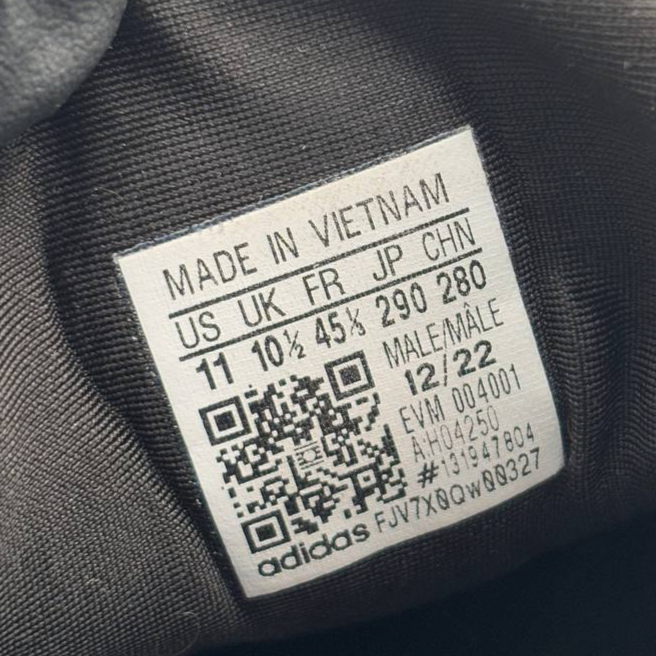 MADE IN VIETNAM
US UK FR JP CHN
11 10½ 45⅓ 290 280
MALE/MÂLE
12/22
EVM 004001
A:H04250
#131947804
FJV7X0Qw00327
adidas